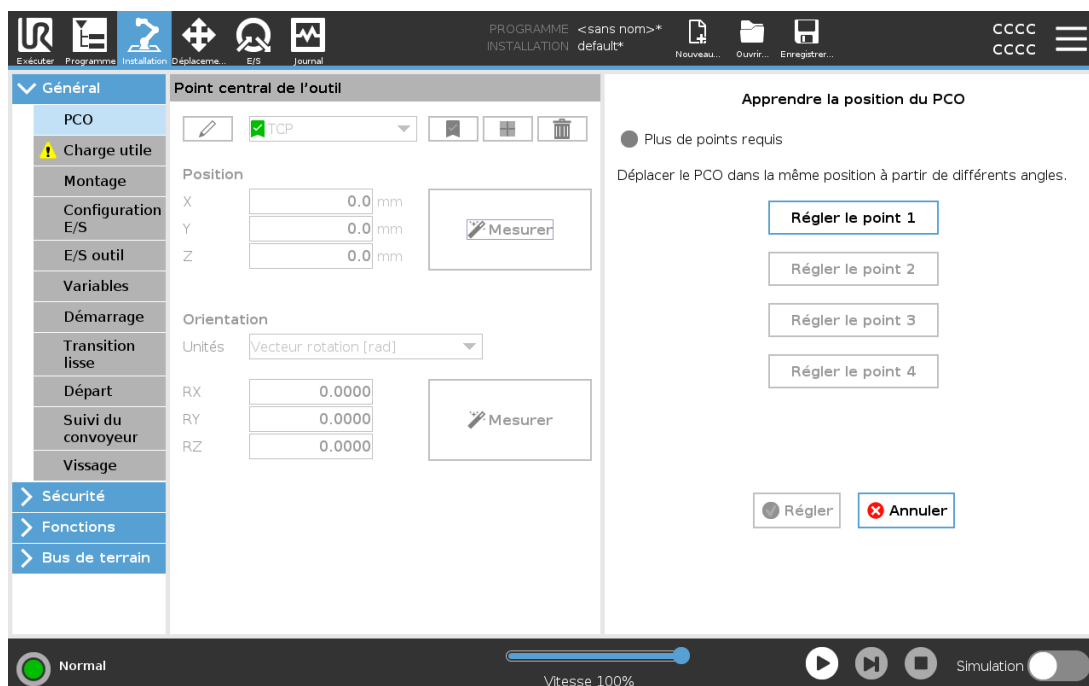 UR
Exécuter
Programme
Installation
Déplaceme...
E/S
Journal
PROGRAMME <sans nom>*
INSTALLATION default*
Nouveau...
Ouvrir...
Enregistrer...
CCCC
CCCC
Général
PCO
Charge utile
Montage
Configuration
E/S
E/S outil
Variables
Démarrage
Transition
lisse
Départ
Suivi du
convoyeur
Vissage
Sécurité
Fonctions
Bus de terrain
Point central de l'outil
TCP
Position
X 0.0 mm
Y 0.0 mm
Z 0.0 mm
Mesurer
Orientation
Unités Vecteur rotation [rad]
RX 0.0000
RY 0.0000
RZ 0.0000
Mesurer
Apprendre la position du PCO
Plus de points requis
Déplacer le PCO dans la même position à partir de différents angles.
Régler le point 1
Régler le point 2
Régler le point 3
Régler le point 4
Régler
Annuler
Normal
Vitesse 100%
Simulation